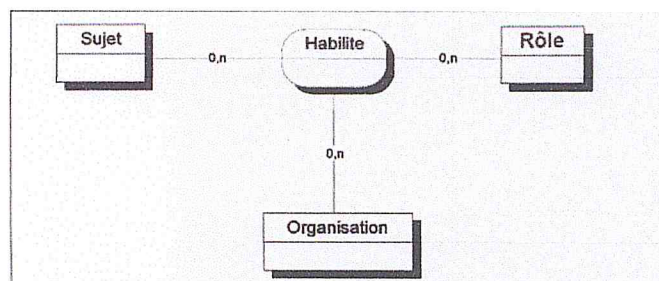 Sujet
Habilite
Rôle
0,n
0,n
0,n
Organisation